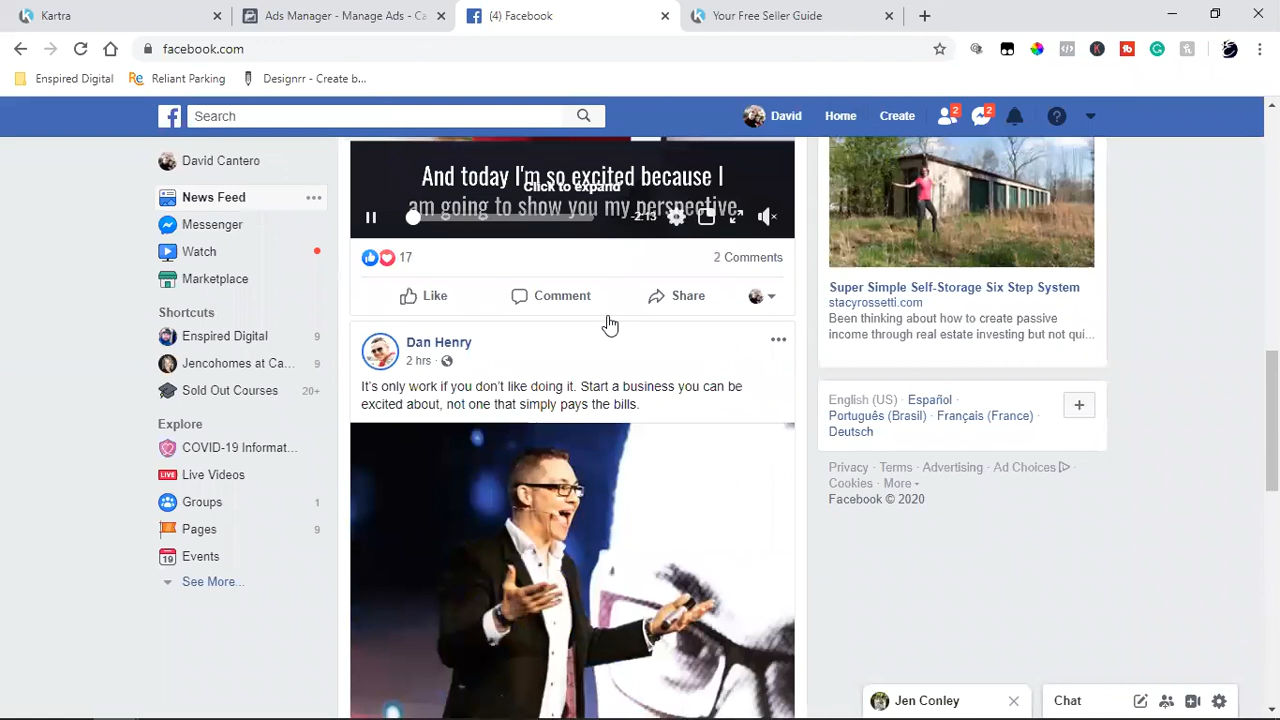 Kartra
Ads Manager - Manage Ads - Ca
(4) Facebook
Your Free Seller Guide
facebook.com
Enspired Digital
Reliant Parking
Designrr - Create b...
Search
David
Home
Create
2
2
David Cantero
News Feed
Messenger
Watch
Marketplace
Shortcuts
Enspired Digital
Jencohomes at Ca...
2
Sold Out Courses
20+
Explore
COVID-19 Informat...
Live Videos
Groups
1
Pages
9
Events
See More...
And today I'm so excited because I
Click to expand
am going to show you my perspective
-2:13
17
2 Comments
Like
Comment
Share
Dan Henry
2 hrs ·
It's only work if you don't like doing it. Start a business you can be
excited about, not one that simply pays the bills.
Super Simple Self-Storage Six Step System
stacyrossetti.com
Been thinking about how to create passive
income through real estate investing but not qui...
English (US) · Español ·
Português (Brasil) · Français (France) ·
Deutsch
Privacy · Terms · Advertising · Ad Choices ·
Cookies · More
Facebook © 2020
Jen Conley
Chat